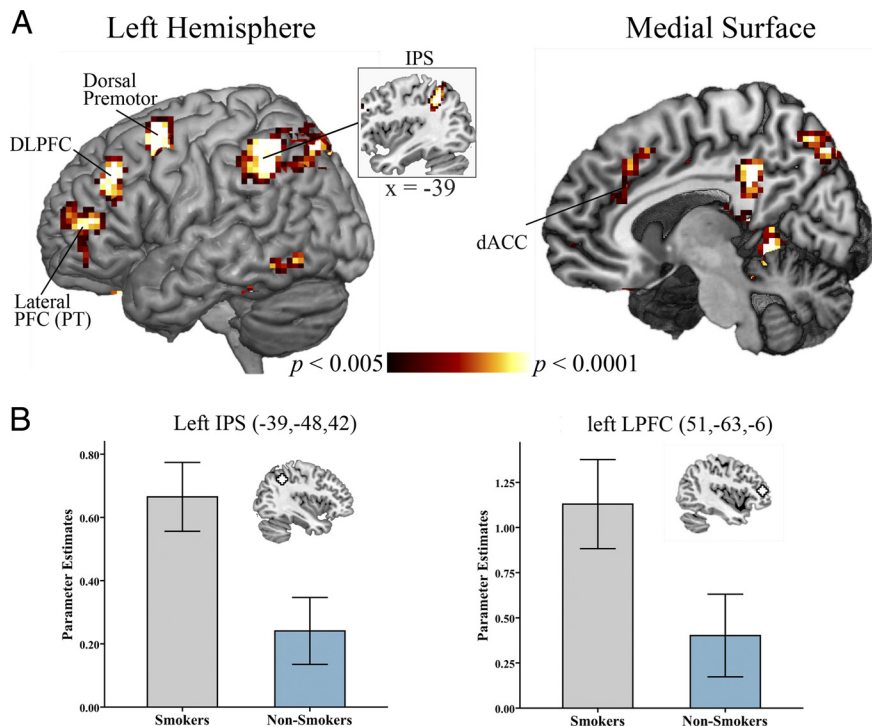 A
Left Hemisphere
Medial Surface
IPS
Dorsal
Premotor
DLPFC
x = -39
dACC
Lateral
PFC (PT)
p < 0.005
p < 0.0001
B
Left IPS (-39,-48,42)
left LPFC (51,-63,-6)
Parameter Estimates
0.80
0.60
0.40
0.20
0.00
Smokers
Non-Smokers
Parameter Estimates
1.25
1.00
0.75
0.50
0.25
0.00
Smokers
Non-Smokers